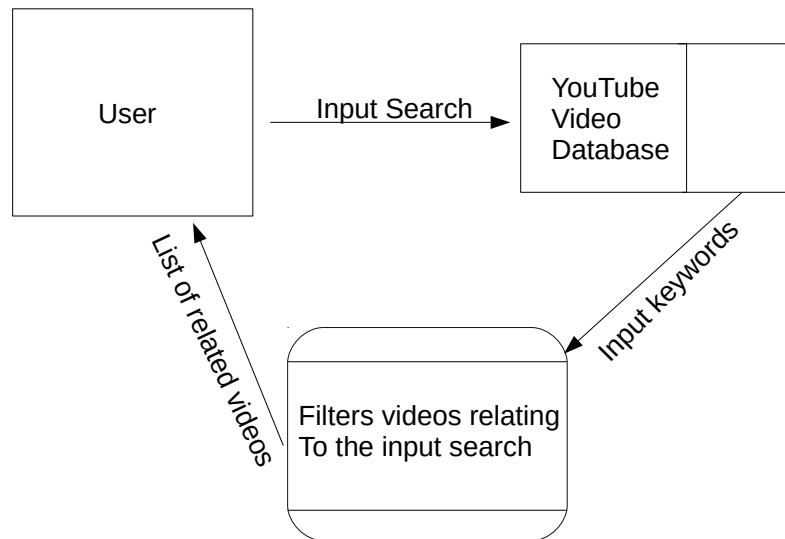 User
Input Search
YouTube
Video
Database
Input keywords
Filters videos relating
To the input search
List of related videos